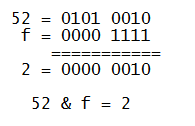 52 = 0101 0010
f = 0000 1111
===========
2 = 0000 0010
52 & f = 2